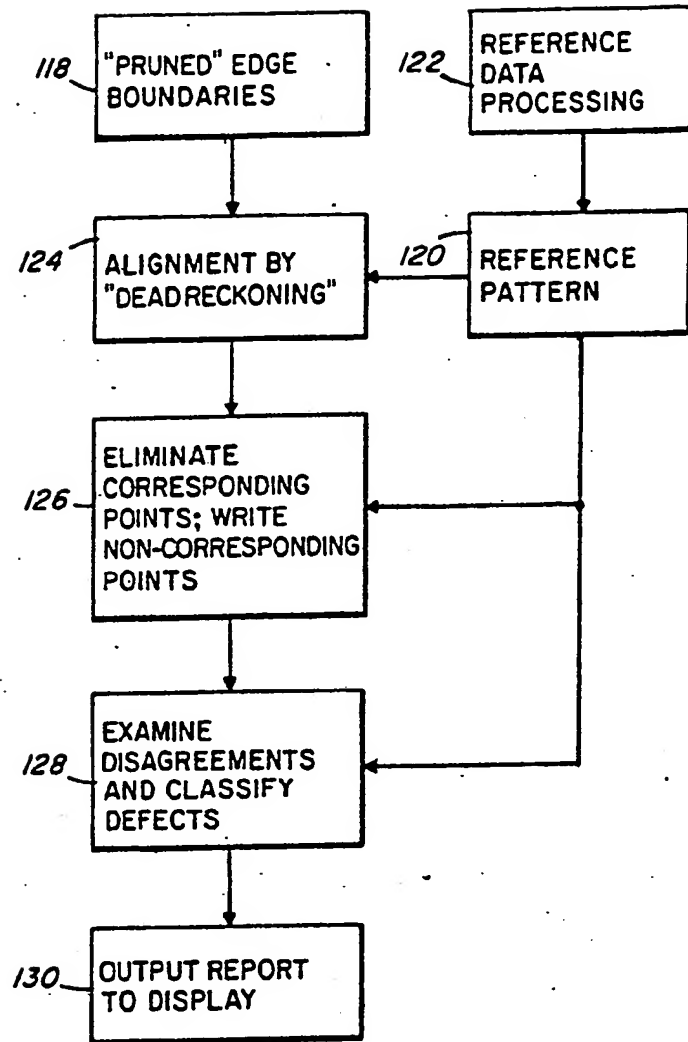 118
"PRUNED" EDGE
BOUNDARIES
122
REFERENCE
DATA
PROCESSING
124
ALIGNMENT BY
"DEADRECKONING"
120
REFERENCE
PATTERN
126
ELIMINATE
CORRESPONDING
POINTS; WRITE
NON-CORRESPONDING
POINTS
128
EXAMINE
DISAGREEMENTS
AND CLASSIFY
DEFECTS
130
OUTPUT REPORT
TO DISPLAY